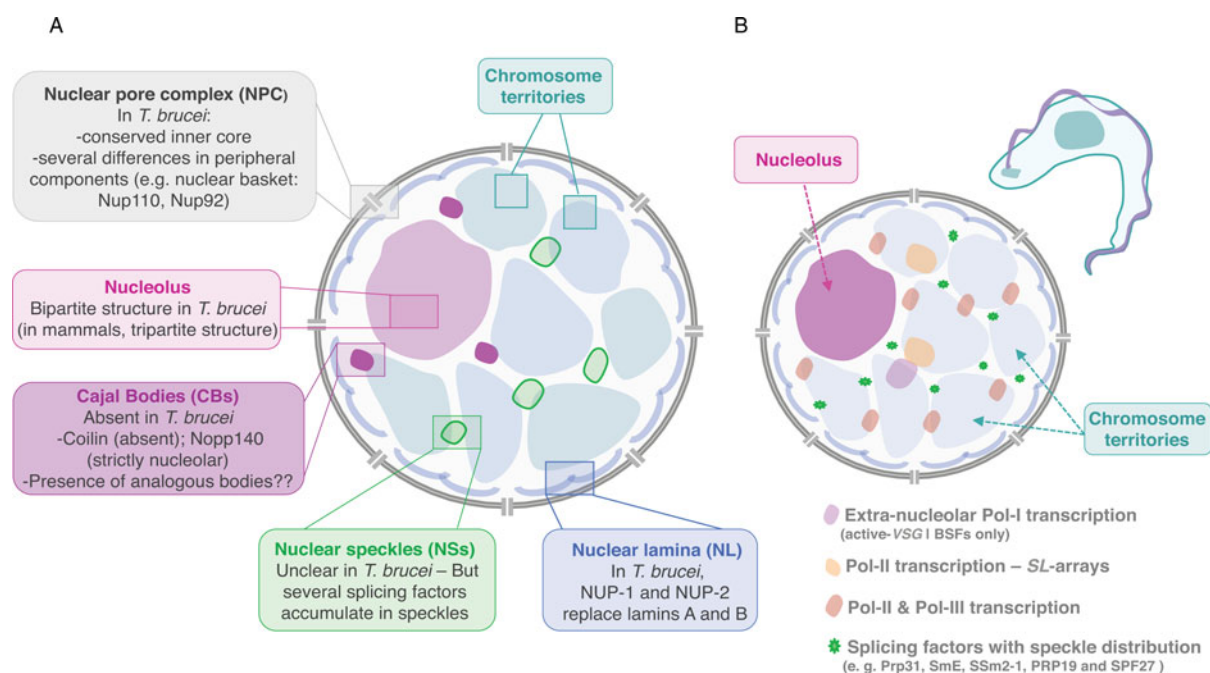 A
Nuclear pore complex (NPC)
In T. brucei:
-conserved inner core
-several differences in peripheral
components (e.g. nuclear basket:
Nup110, Nup92)
Chromosome
territories
Nucleolus
Bipartite structure in T. brucei
(in mammals, tripartite structure)
Cajal Bodies (CBs)
Absent in T. brucei
-Coilin (absent); Nopp140
(strictly nucleolar)
-Presence of analogous bodies??
Nuclear speckles (NSs)
Unclear in T. brucei – But
several splicing factors
accumulate in speckles
Nuclear lamina (NL)
In T. brucei,
NUP-1 and NUP-2
replace lamins A and B
B
Nucleolus
Chromosome
territories
Extra-nucleolar Pol-I transcription
(active-VSG | BSFs only)
Pol-II transcription – SL-arrays
Pol-II & Pol-III transcription
Splicing factors with speckle distribution
(e. g. Prp31, SmE, SSm2-1, PRP19 and SPF27 )